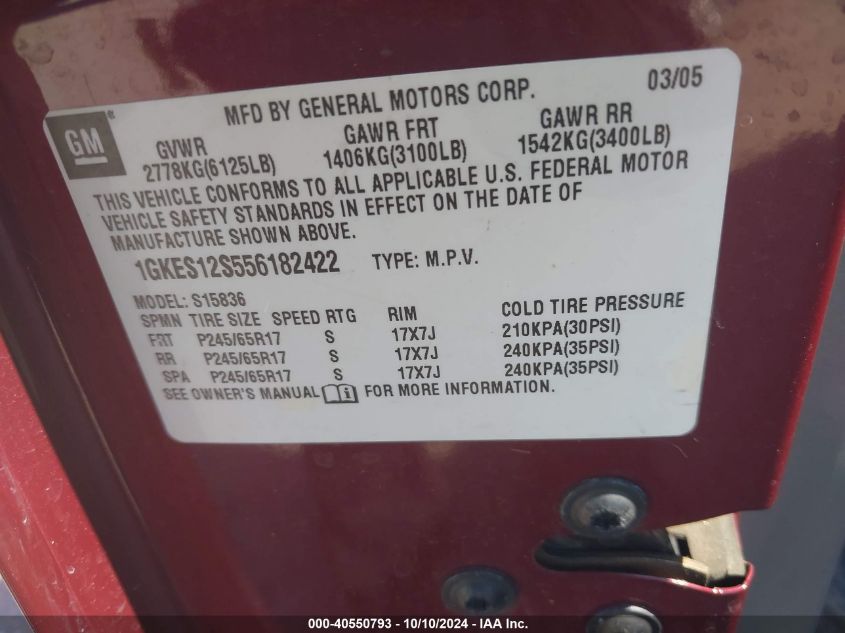 03/05
MFD BY GENERAL MOTORS CORP.
GM®
GVWR GAWR FRT GAWR RR
2778KG(6125LB) 1406KG(3100LB) 1542KG(3400LB)
THIS VEHICLE CONFORMS TO ALL APPLICABLE U.S. FEDERAL MOTOR
VEHICLE SAFETY STANDARDS IN EFFECT ON THE DATE OF
MANUFACTURE SHOWN ABOVE.
1GKES12S556182422 TYPE: M.P.V.
MODEL: S15836
SPMN TIRE SIZE SPEED RTG RIM COLD TIRE PRESSURE
FRT P245/65R17 S 17X7J 210KPA(30PSI)
RR P245/65R17 S 17X7J 240KPA(35PSI)
SPA P245/65R17 S 17X7J 240KPA(35PSI)
SEE OWNER'S MANUAL FOR MORE INFORMATION.
000-40550793 - 10/10/2024 - IAA Inc.